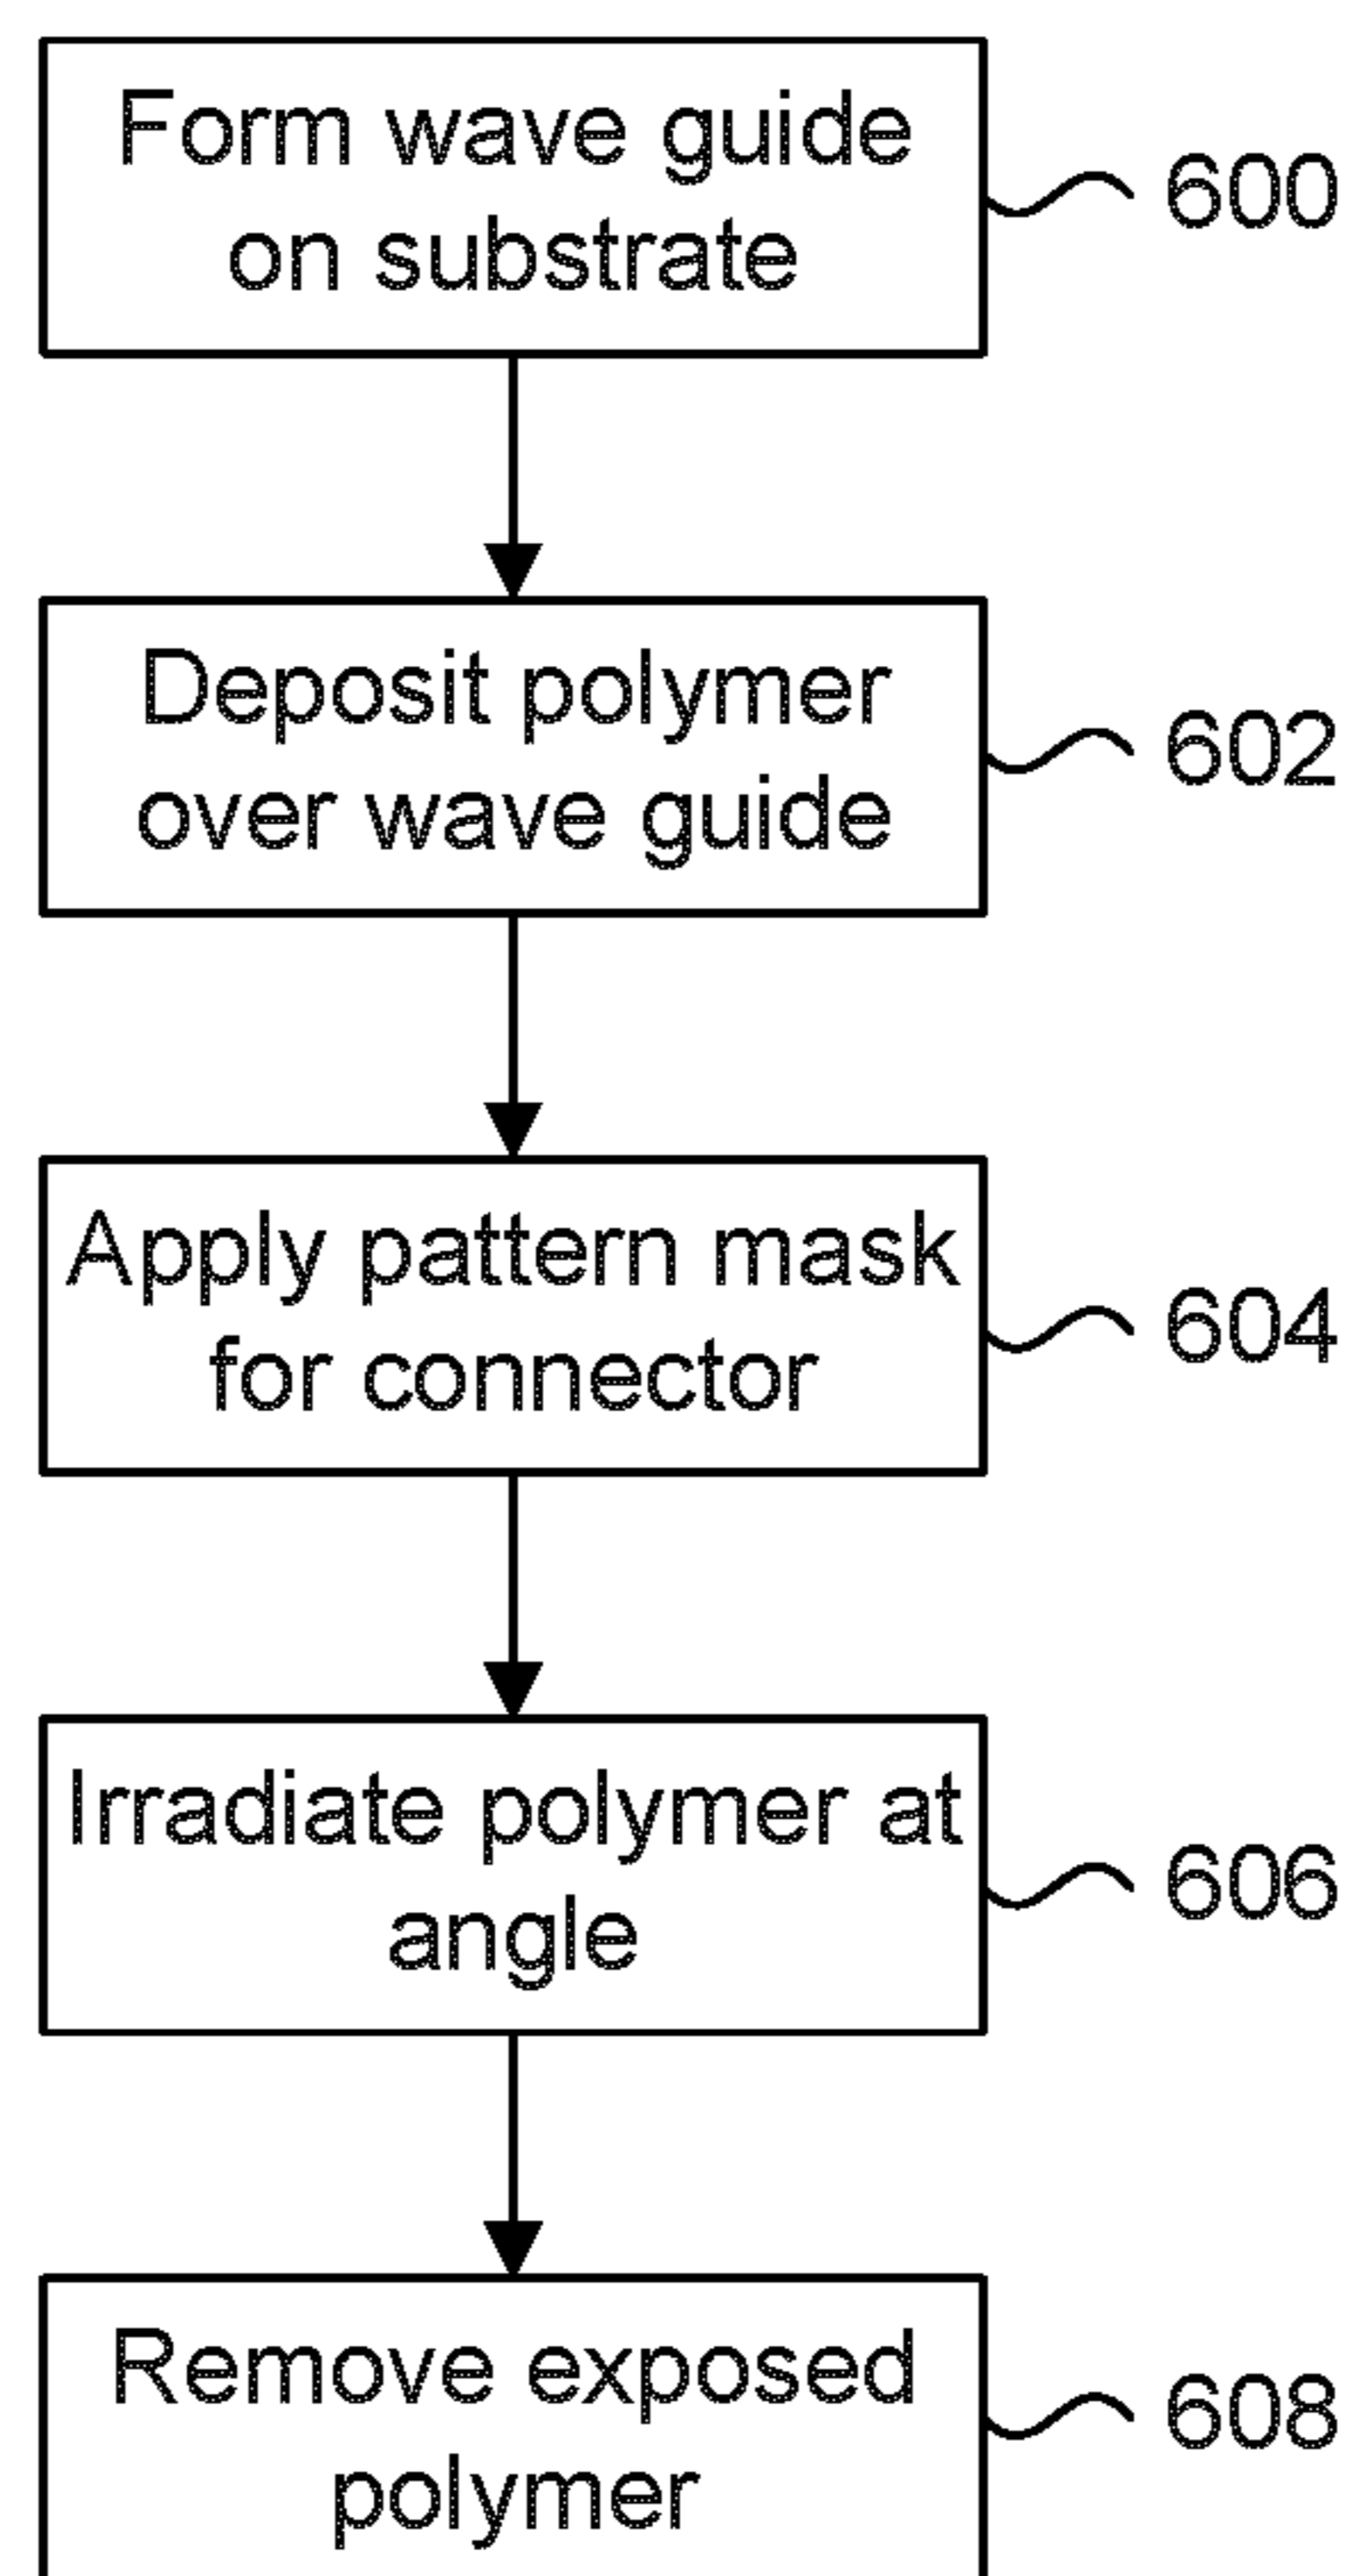 Form wave guide
on substrate
600
Deposit polymer
over wave guide
602
Apply pattern mask
for connector
604
Irradiate polymer at
angle
606
Remove exposed
polymer
608